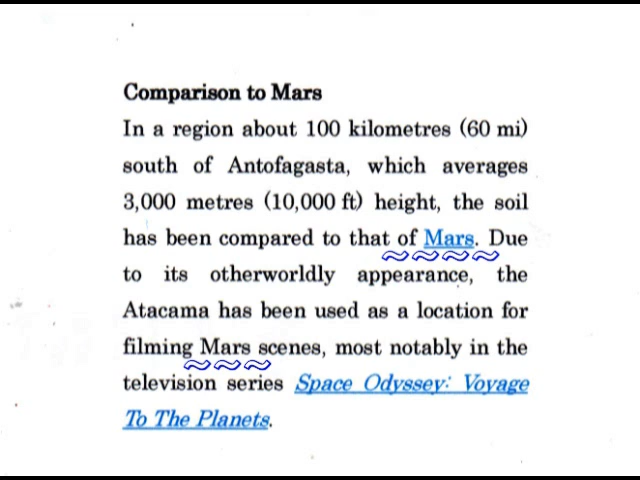 Comparison to Mars
In a region about 100 kilometres (60 mi)
south of Antofagasta, which averages
3,000 metres (10,000 ft) height, the soil
has been compared to that of Mars. Due
to its otherworldly appearance, the
Atacama has been used as a location for
filming Mars scenes, most notably in the
television series Space Odyssey: Voyage
To The Planets.